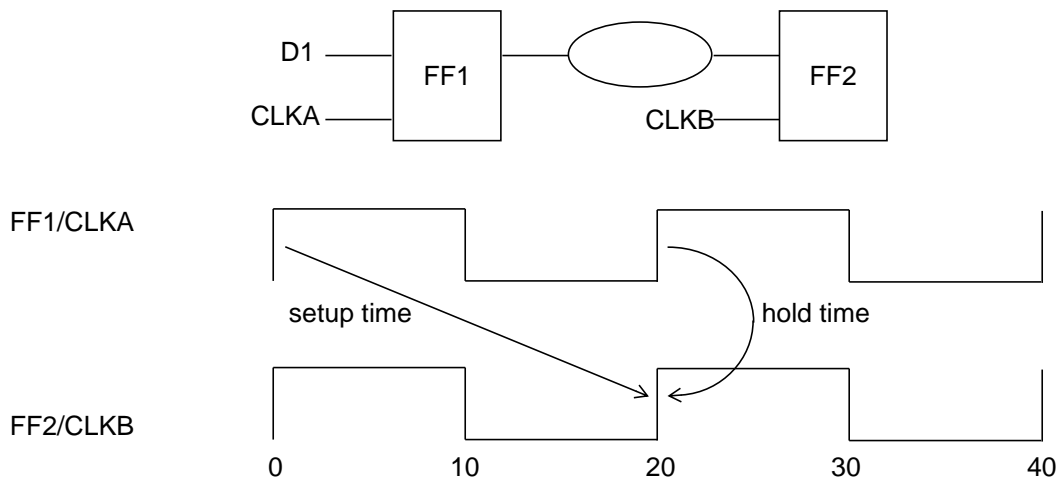 D1
FF1
FF2
CLKA
CLKB
FF1/CLKA
setup time
hold time
FF2/CLKB
0 10 20 30 40